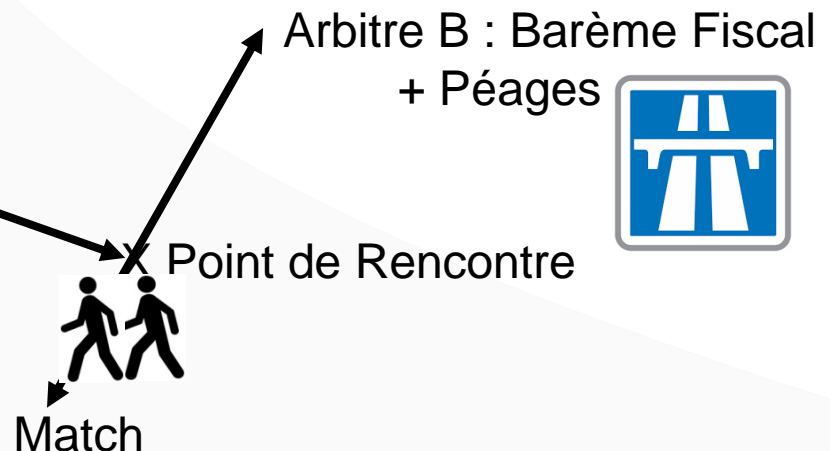 Arbitre B : Barème Fiscal
+ Péages
X Point de Rencontre
Match